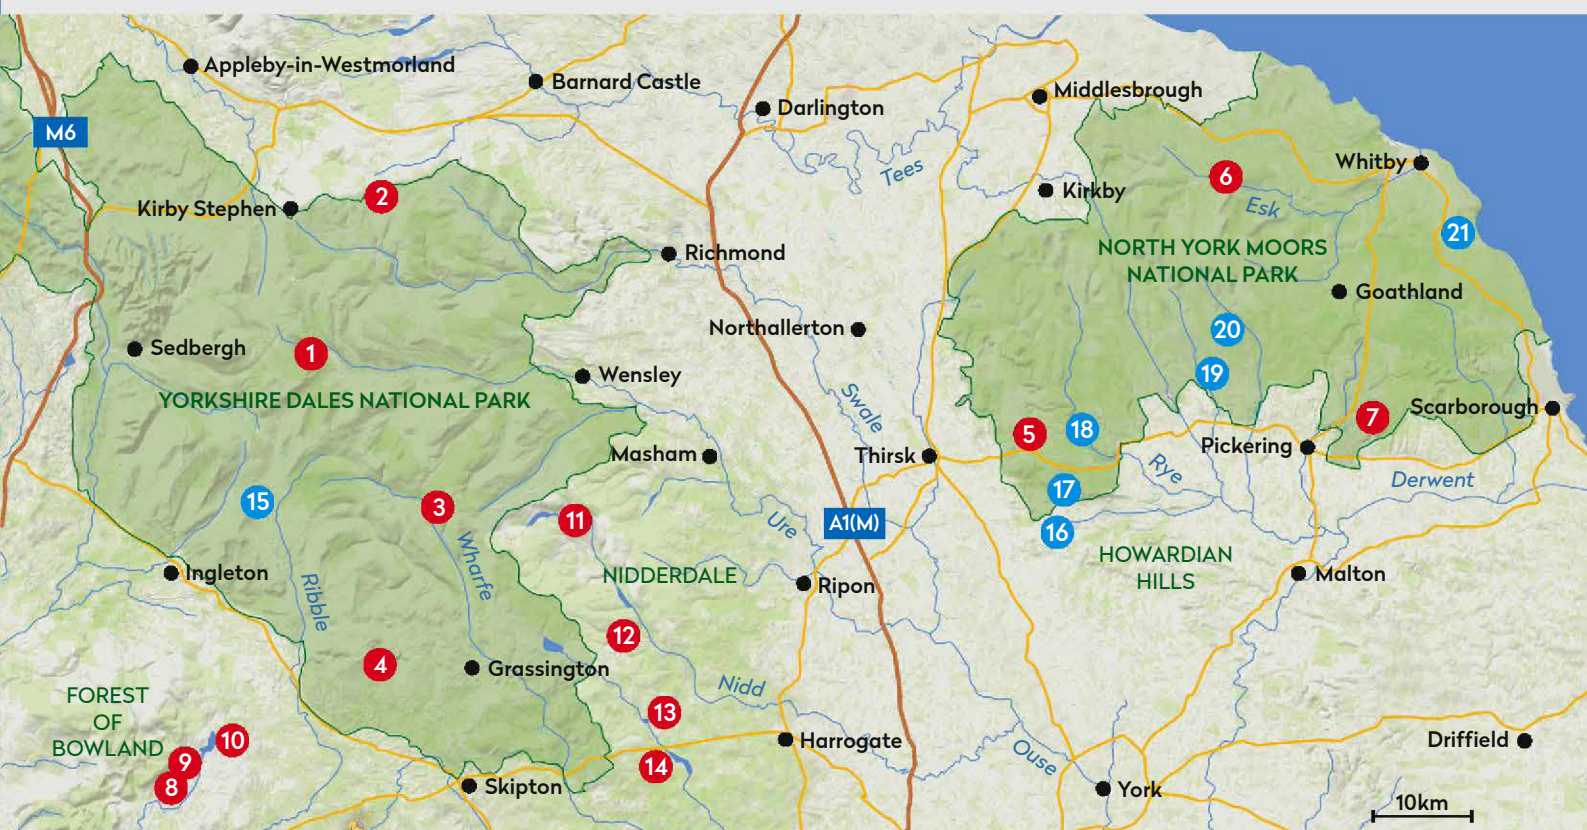 Appleby-in-Westmorland
Barnard Castle
Darlington
Middlesbrough
M6
Whitby
Tees
6
Kirkby
2
Esk
Kirby Stephen
21
NORTH YORK MOORS
NATIONAL PARK
Richmond
Goathland
Northallerton
20
Sedbergh
1
Wensley
19
YORKSHIRE DALES NATIONAL PARK
Swale
Scarborough
7
5
18
Pickering
Masham
Thirsk
Rye
Derwent
17
15
3
11
Ure
A1(M)
16
HOWARDIAN
HILLS
Wharfe
Ingleton
NIDDERDALE
Ripon
Malton
Ribble
12
4
Grassington
FOREST
OF
BOWLAND
Nidd
13
10
Harrogate
Driffield
9
14
Ouse
8
Skipton
York
10km